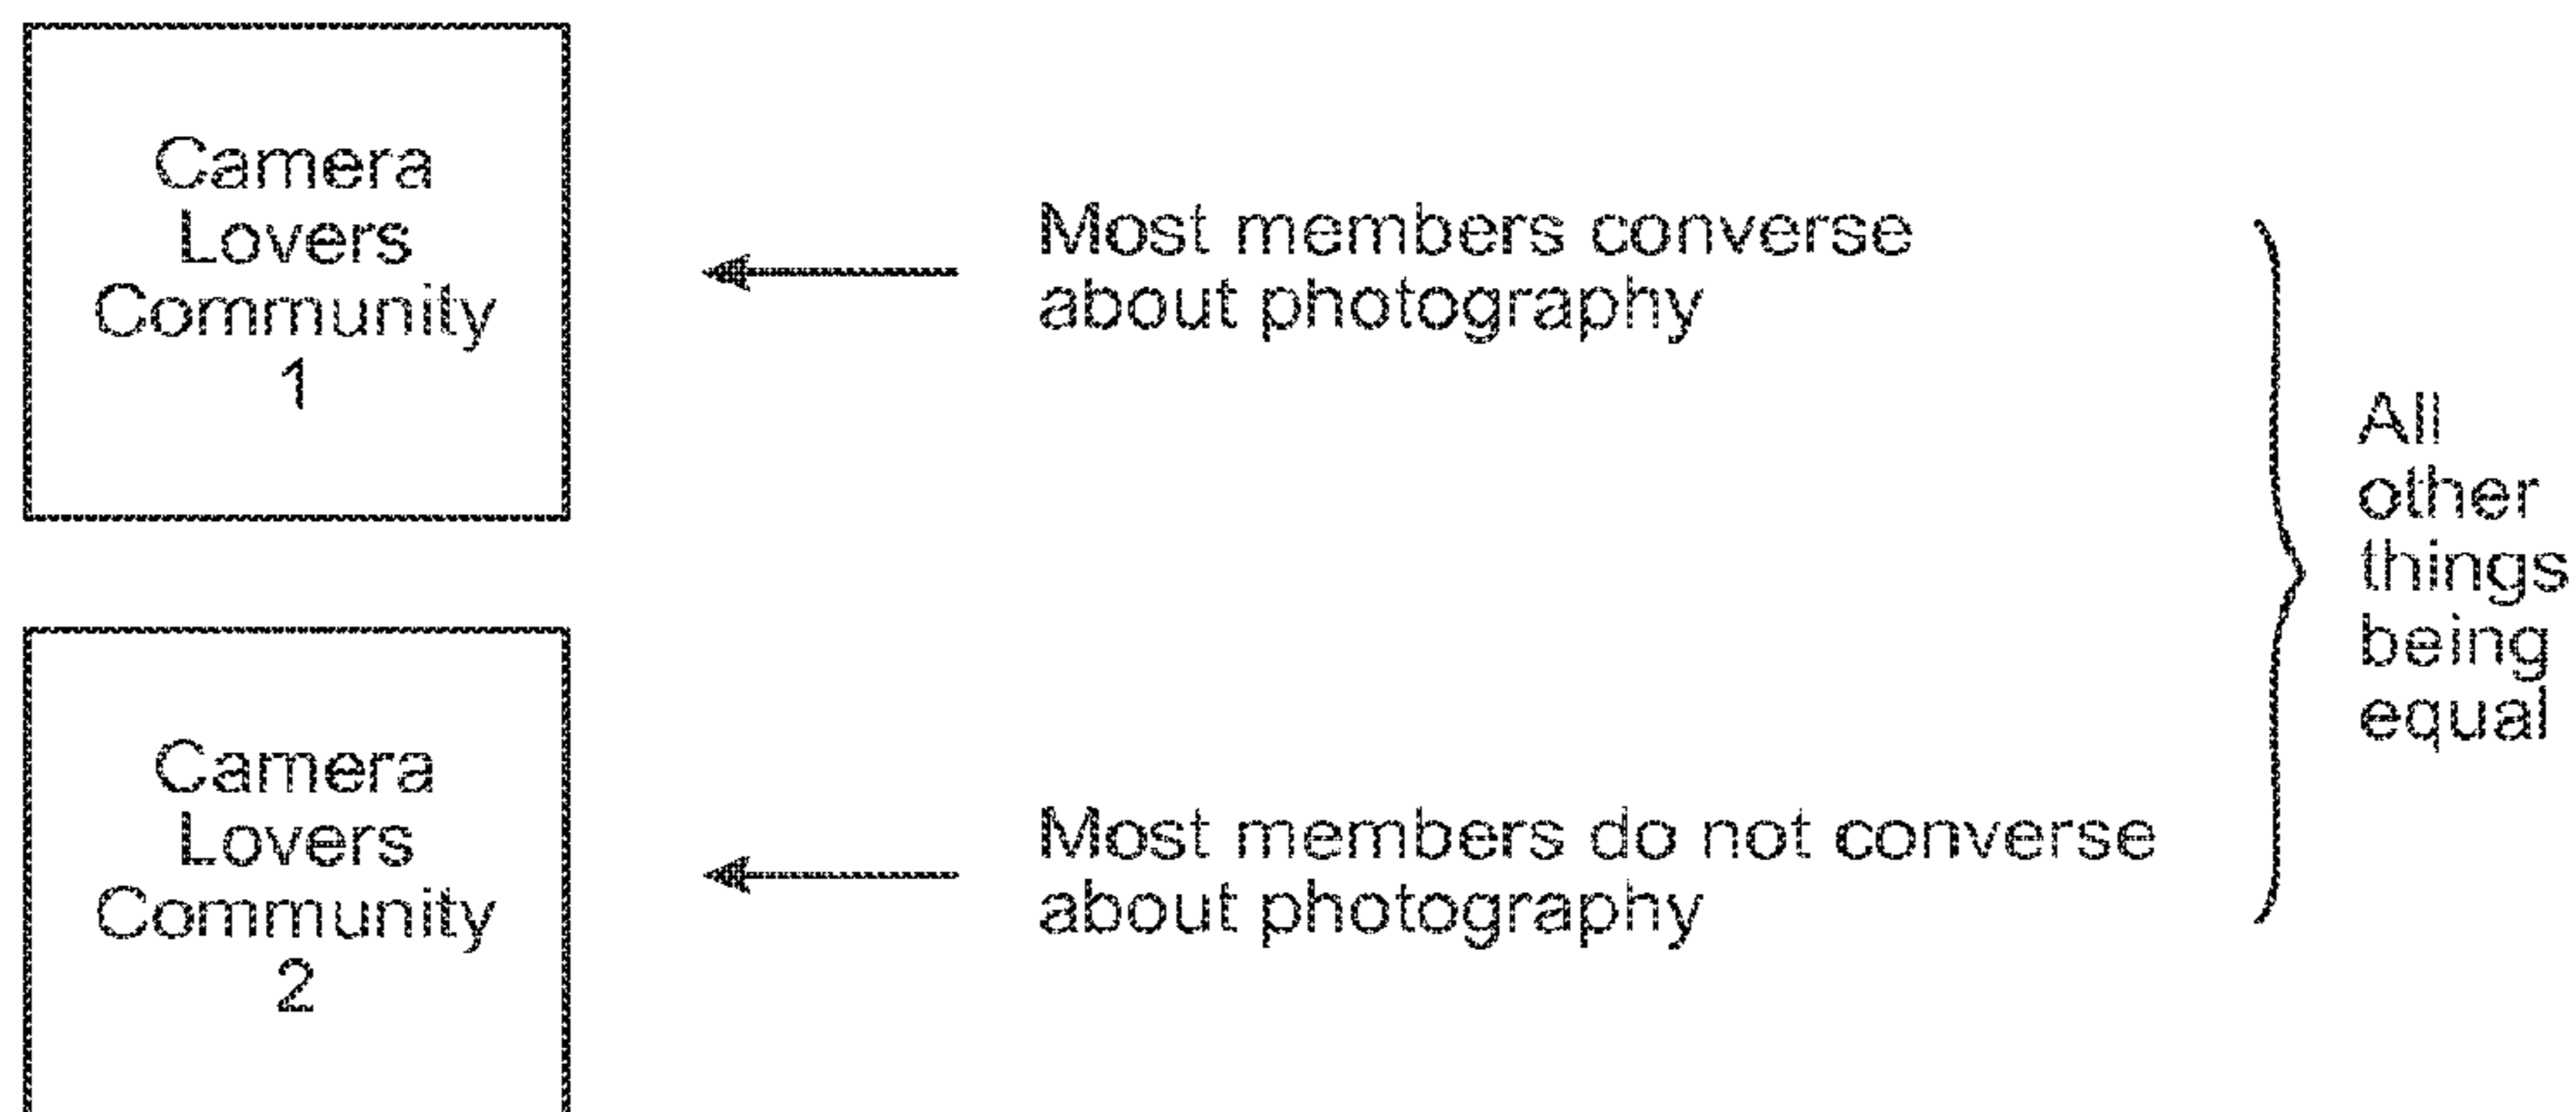 Camera
Lovers
Community
1
Most members converse
about photography
Camera
Lovers
Community
2
Most members do not converse
about photography
All
other
things
being
equal